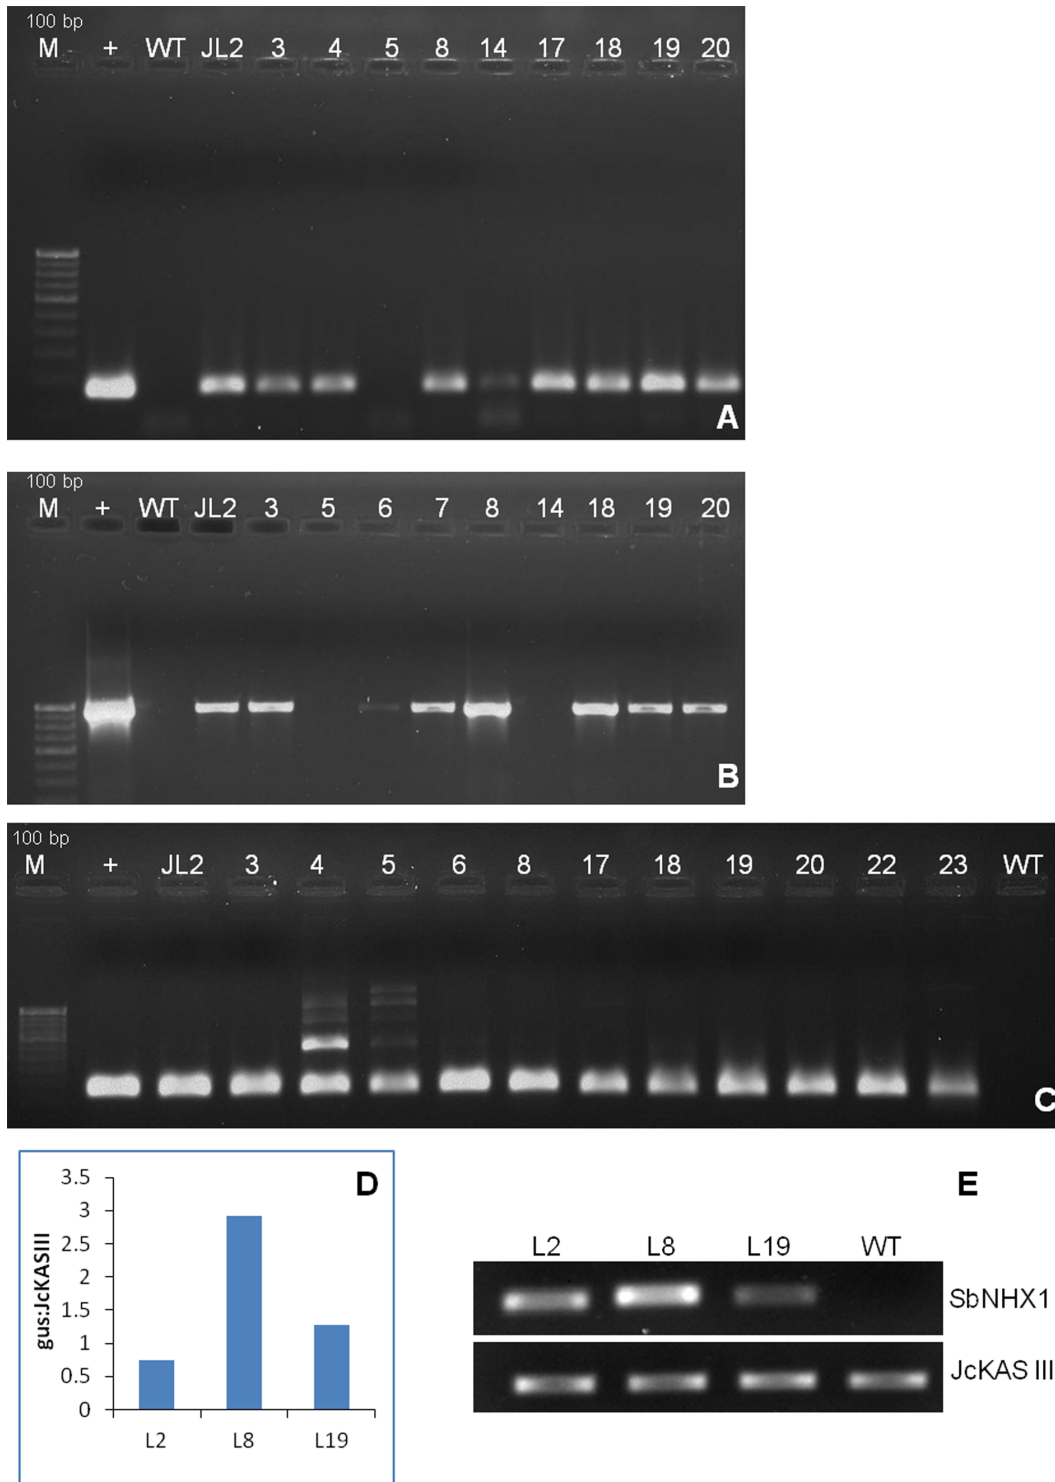 100 bp
M + WT JL2 3 4 5 8 14 17 18 19 20
A
100 bp
M + WT JL2 3 5 6 7 8 14 18 19 20
B
100 bp
M + JL2 3 4 5 6 8 17 18 19 20 22 23 WT
C
D
3.5
3
2.5
2
1.5
1
0.5
0
gus:JcKASIII
L2 L8 L19
E
L2 L8 L19 WT
SbNHX1
JcKAS III